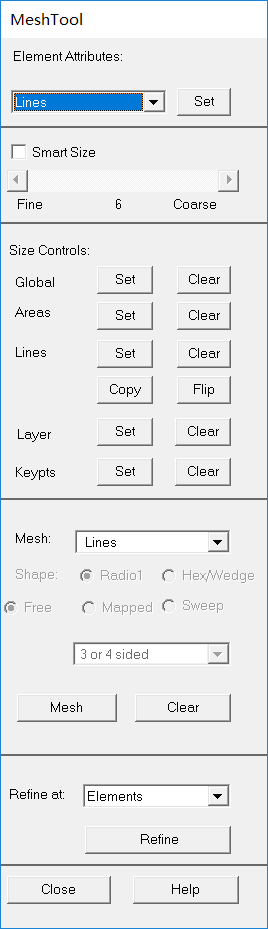 MeshTool
Element Attributes:
Lines Set
Smart Size
Fine 6 Coarse
Size Controls:
Global Set Clear
Areas Set Clear
Lines Set Clear
Copy Flip
Layer Set Clear
Keypts Set Clear
Mesh: Lines
Shape: Radio1 Hex/Wedge
Free Mapped Sweep
3 or 4 sided
Mesh Clear
Refine at: Elements
Refine
Close Help